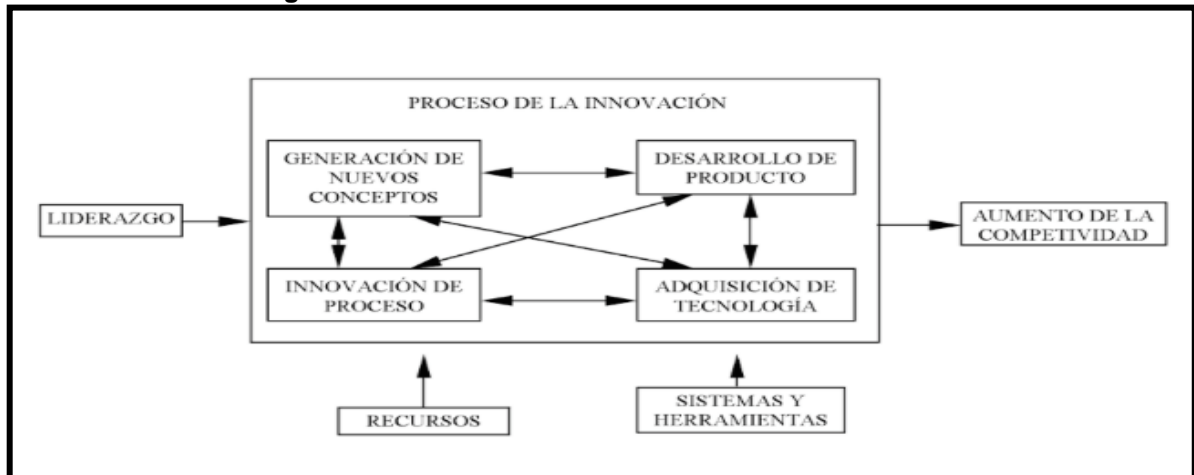 PROCESO DE LA INNOVACIÓN
GENERACIÓN DE
NUEVOS
CONCEPTOS
DESARROLLO DE
PRODUCTO
LIDERAZGO
AUMENTO DE LA
COMPETIVIDAD
INNOVACIÓN DE
PROCESO
ADQUISICIÓN DE
TECNOLOGÍA
RECURSOS
SISTEMAS Y
HERRAMIENTAS